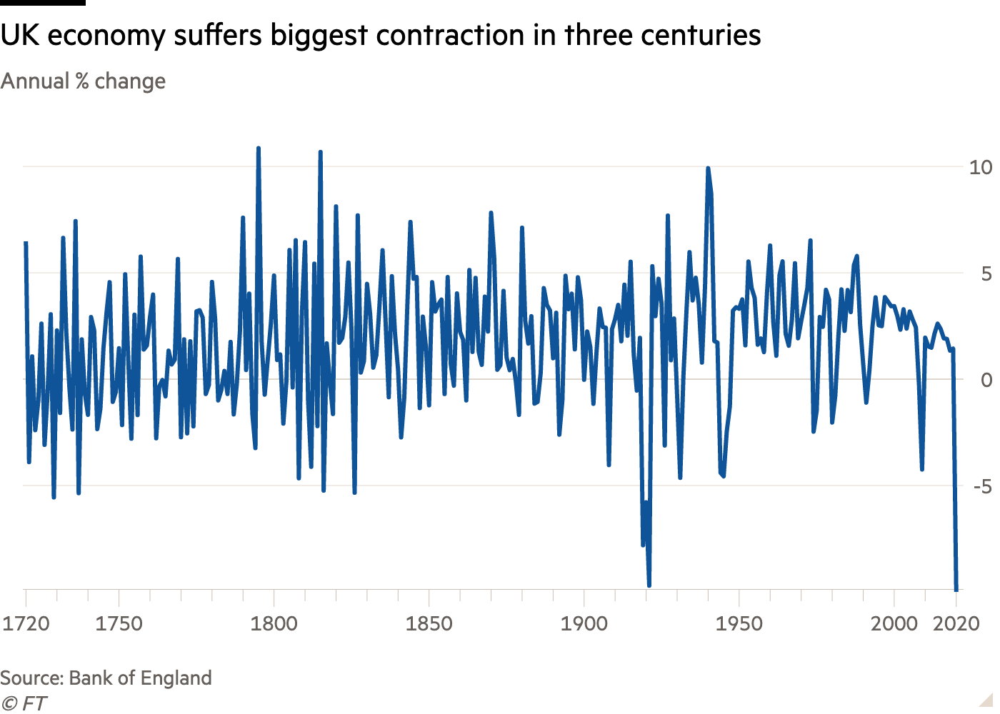 UK economy suffers biggest contraction in three centuries
Annual % change
10
5
0
-5
1720 1750 1800 1850 1900 1950 2000 2020
Source: Bank of England
© FT